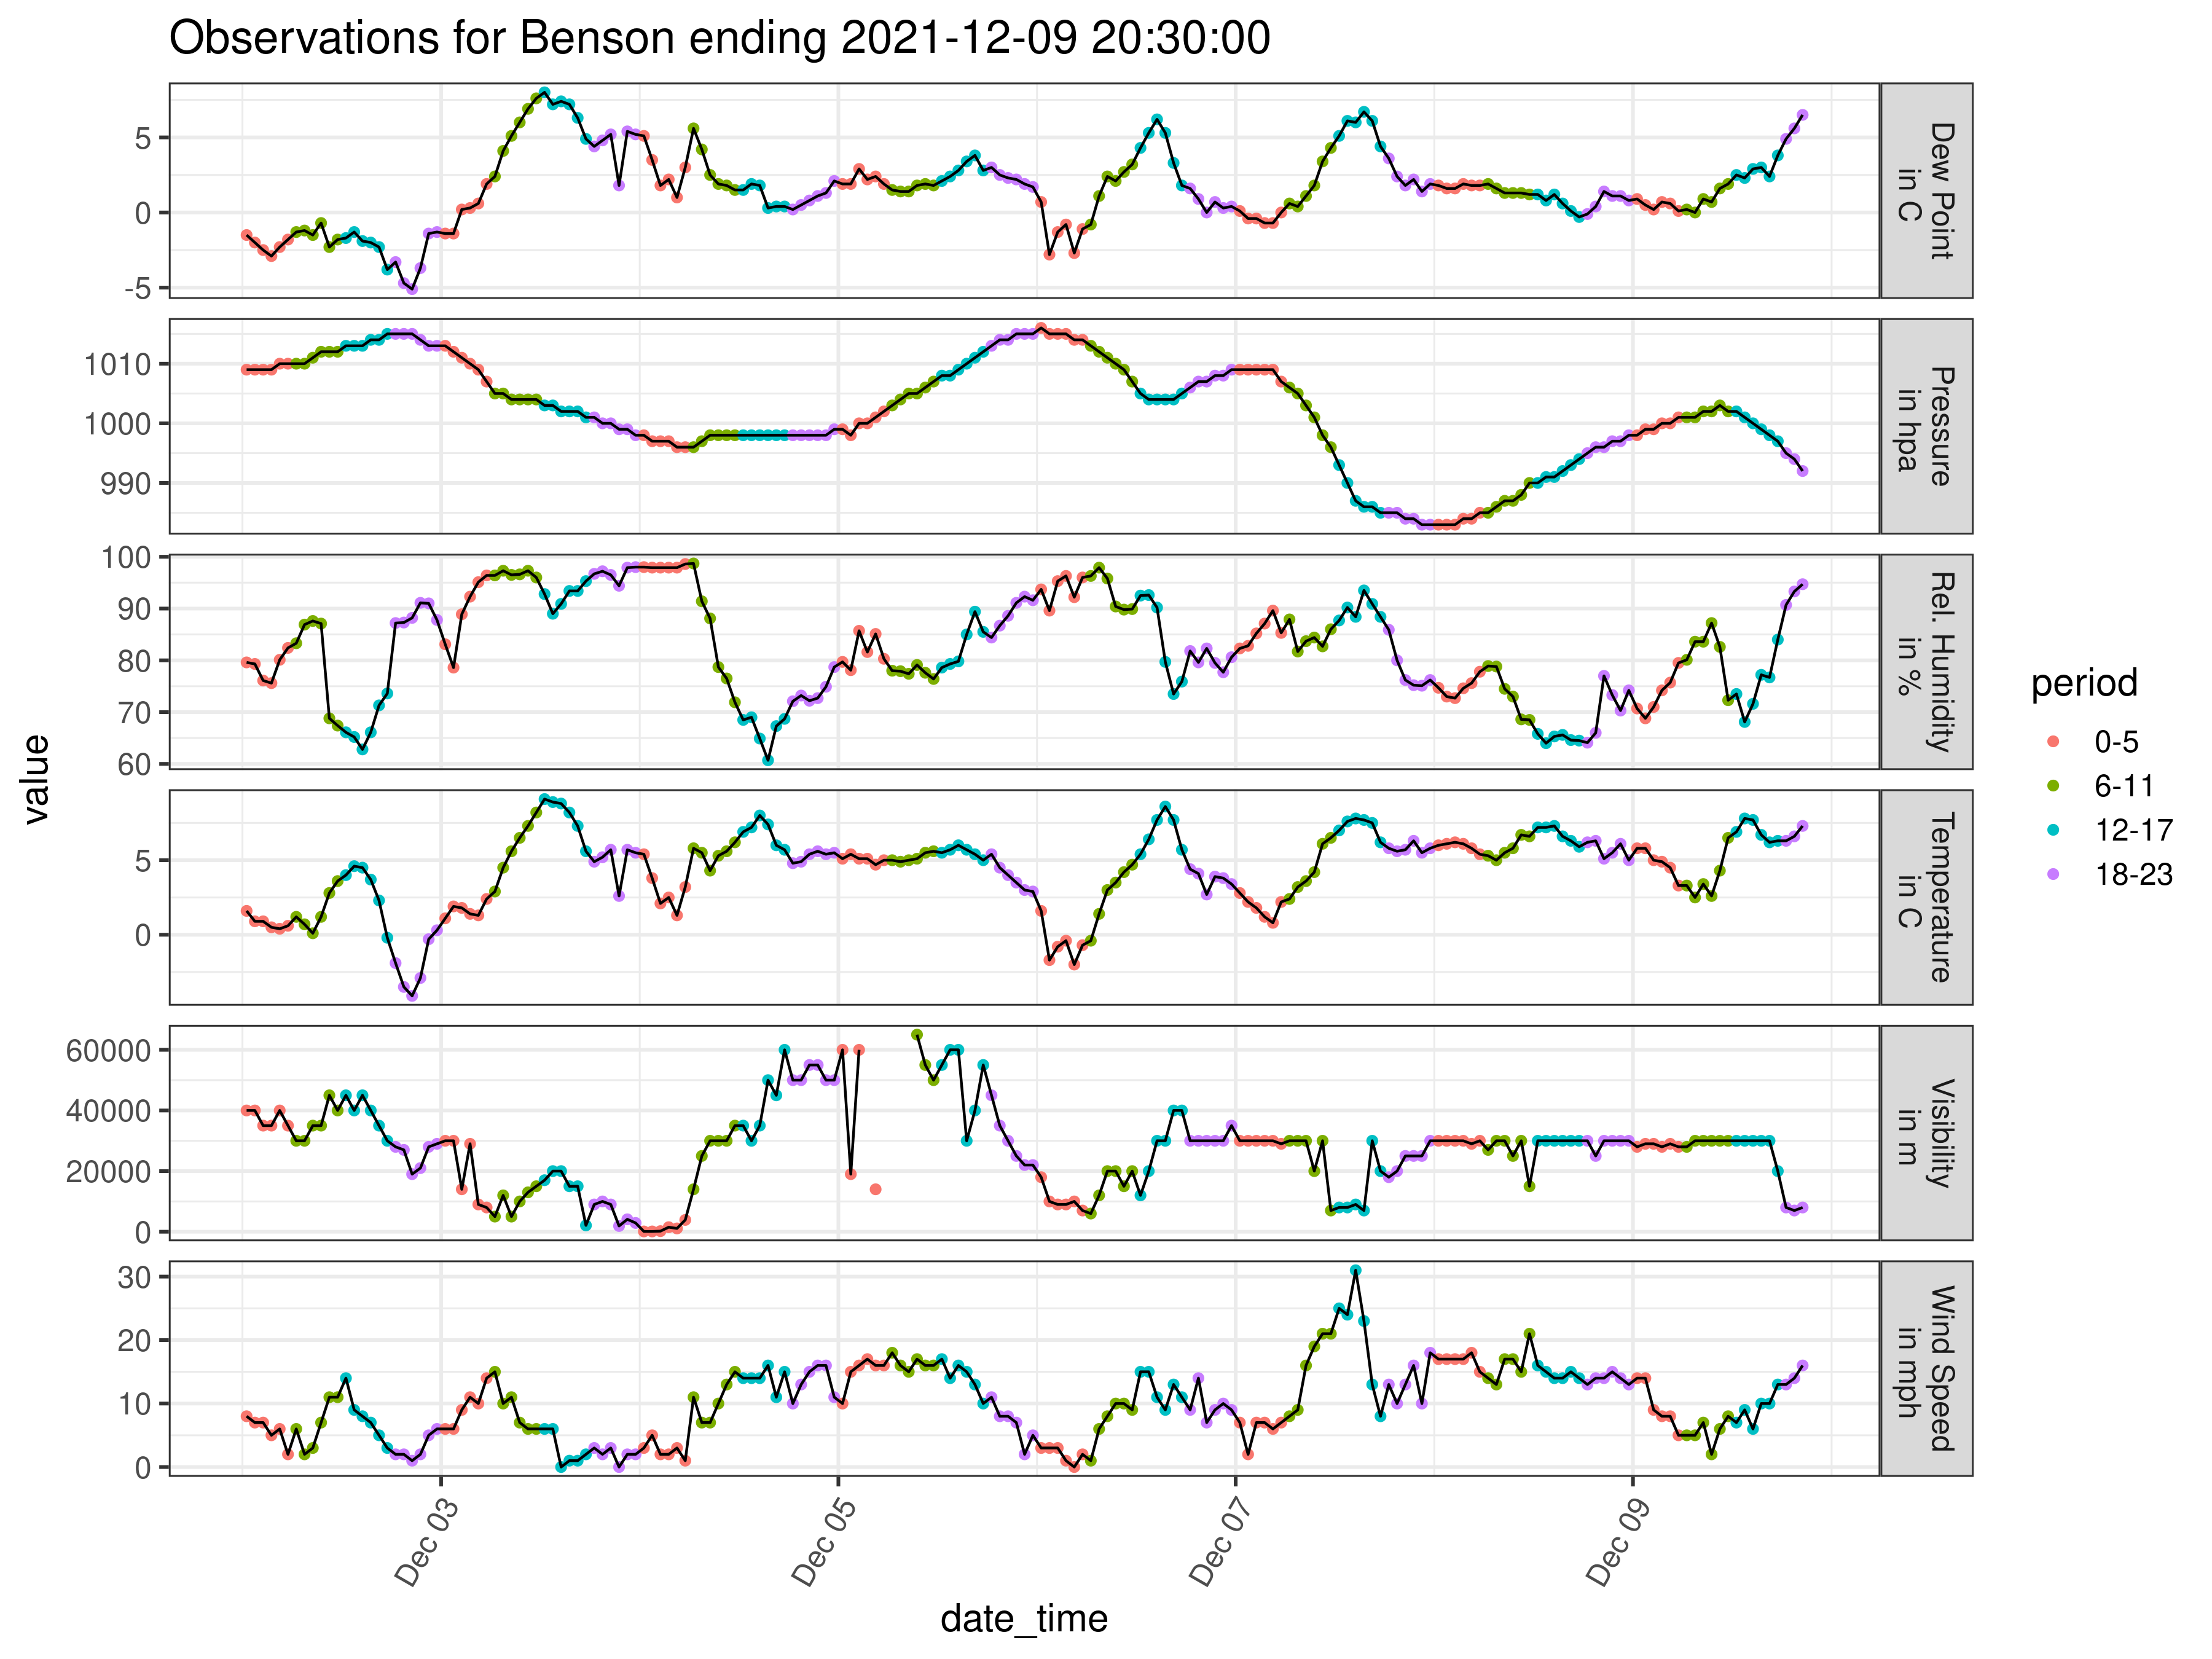 Observations for Benson ending 2021-12-09 20:30:00
value
5
0
-5
Dew Point
in C
1010
1000
990
Pressure
in hpa
100
90
80
70
60
Rel. Humidity
in %
5
0
Temperature
in C
60000
40000
20000
0
Visibility
in m
30
20
10
0
Wind Speed
in mph
Dec 03
Dec 05
Dec 07
Dec 09
date_time
period
0-5
6-11
12-17
18-23